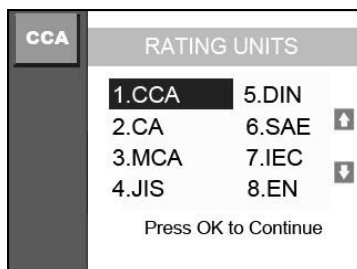 CCA
RATING UNITS
1.CCA 5.DIN
2.CA 6.SAE
3.MCA 7.IEC
4.JIS 8.EN
Press OK to Continue